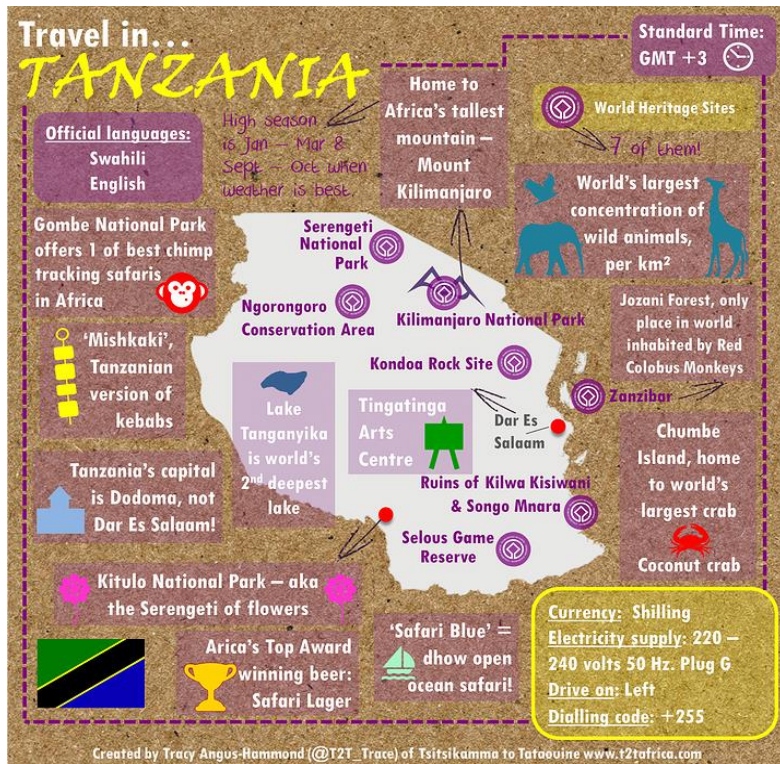 Travel in...
TANZANIA
Standard Time:
GMT +3
Official languages:
Swahili
English
High season
is Jan – Mar &
Sept – Oct when
weather is best.
Home to
Africa's tallest
mountain –
Mount
Kilimanjaro
World Heritage Sites
7 of them!
World's largest
concentration of
wild animals,
per km²
Gombe National Park
offers 1 of best chimp
tracking safaris
in Africa
Serengeti
National
Park
Ngorongoro
Conservation Area
Kilimanjaro National Park
Jozani Forest, only
place in world
inhabited by Red
Colobus Monkeys
'Mishkaki',
Tanzanian
version of
kebabs
Kondoa Rock Site
Zanzibar
Lake
Tanganyika
is world's
2nd deepest
lake
Tingatinga
Arts
Centre
Dar Es
Salaam
Chumbe
Island, home
to world's
largest crab
Coconut crab
Tanzania's capital
is Dodoma, not
Dar Es Salaam!
Ruins of Kilwa Kisiwani
& Songo Mnara
Selous Game
Reserve
Kitulo National Park – aka
the Serengeti of flowers
Arica's Top Award
winning beer:
Safari Lager
'Safari Blue' =
dhow open
ocean safari!
Currency: Shilling
Electricity supply: 220 –
240 volts 50 Hz. Plug G
Drive on: Left
Dialling code: +255
Created by Tracy Angus-Hammond (@T2T_Trace) of Tsitsikamma to Tataouine www.t2tafrica.com